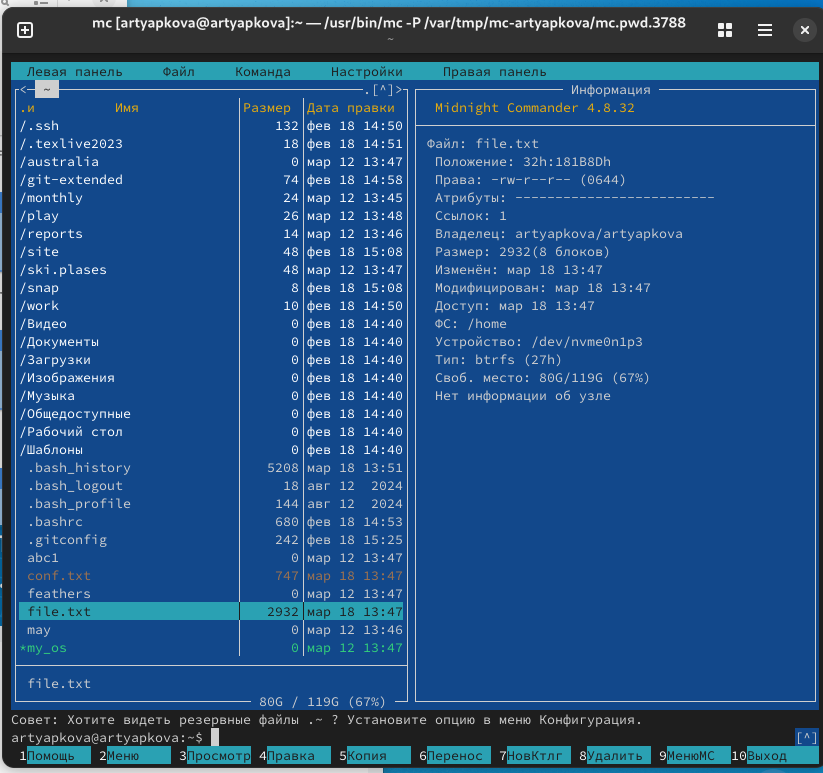 mc [artyapkova@artyapkova]:~ — /usr/bin/mc -P /var/tmp/mc-artyapkova/mc.pwd.3788
~
Левая панель Файл Команда Настройки Правая панель
<─ ~ .[^]>
.и Имя Размер Дата правки
/.ssh 132 фев 18 14:50
/.texlive2023 18 фев 18 14:51
/australia 0 мар 12 13:47
/git-extended 74 фев 18 14:58
/monthly 24 мар 12 13:45
/play 26 мар 12 13:48
/reports 14 мар 12 13:46
/site 48 фев 18 15:08
/ski.plases 48 мар 12 13:47
/snap 8 фев 18 15:08
/work 10 фев 18 14:50
/Видео 0 фев 18 14:40
/Документы 0 фев 18 14:40
/Загрузки 0 фев 18 14:40
/Изображения 0 фев 18 14:40
/Музыка 0 фев 18 14:40
/Общедоступные 0 фев 18 14:40
/Рабочий стол 0 фев 18 14:40
/Шаблоны 0 фев 18 14:40
.bash_history 5208 мар 18 13:51
.bash_logout 18 авг 12 2024
.bash_profile 144 авг 12 2024
.bashrc 680 фев 18 14:53
.gitconfig 242 фев 18 15:25
abc1 0 мар 12 13:47
conf.txt 747 мар 18 13:47
feathers 0 мар 12 13:47
file.txt 2932 мар 18 13:47
may 0 мар 12 13:46
*my_os 0 мар 12 13:47
file.txt
80G / 119G (67%)
Информация
Midnight Commander 4.8.32
Файл: file.txt
Положение: 32h:181B8Dh
Права: -rw-r--r-- (0644)
Атрибуты: -------------------------
Ссылок: 1
Владелец: artyapkova/artyapkova
Размер: 2932(8 блоков)
Изменён: мар 18 13:47
Модифицирован: мар 18 13:47
Доступ: мар 18 13:47
ФС: /home
Устройство: /dev/nvme0n1p3
Тип: btrfs (27h)
Своб. место: 80G/119G (67%)
Нет информации об узле
Совет: Хотите видеть резервные файлы .~ ? Установите опцию в меню Конфигурация.
artyapkova@artyapkova:~$ [^]
1Помощь 2Меню 3Просмотр 4Правка 5Копия 6Перенос 7НовКтлг 8Удалить 9МенюМС 10Выход